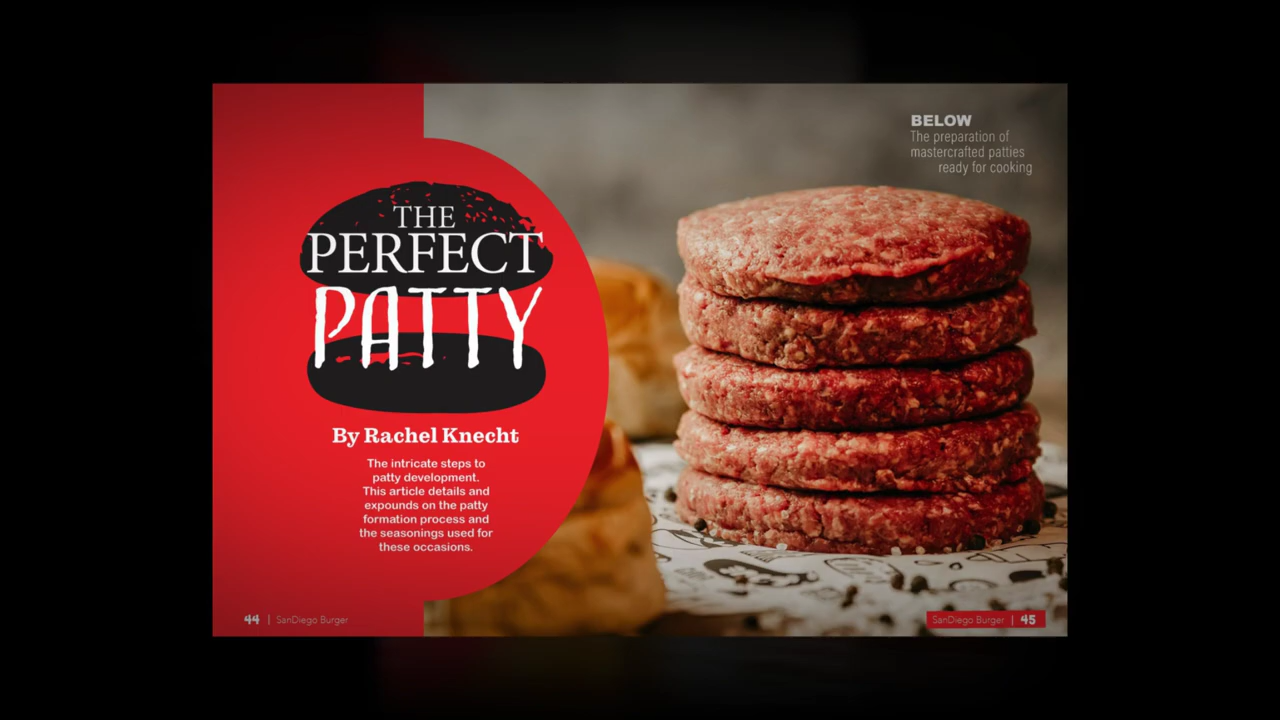 THE
PERFECT
PATTY
By Rachel Knecht
The intricate steps to
patty development.
This article details and
expounds on the patty
formation process and
the seasonings used for
these occasions.
44 | SanDiego Burger
BELOW
The preparation of
mastercrafted patties
ready for cooking
SanDiego Burger | 45